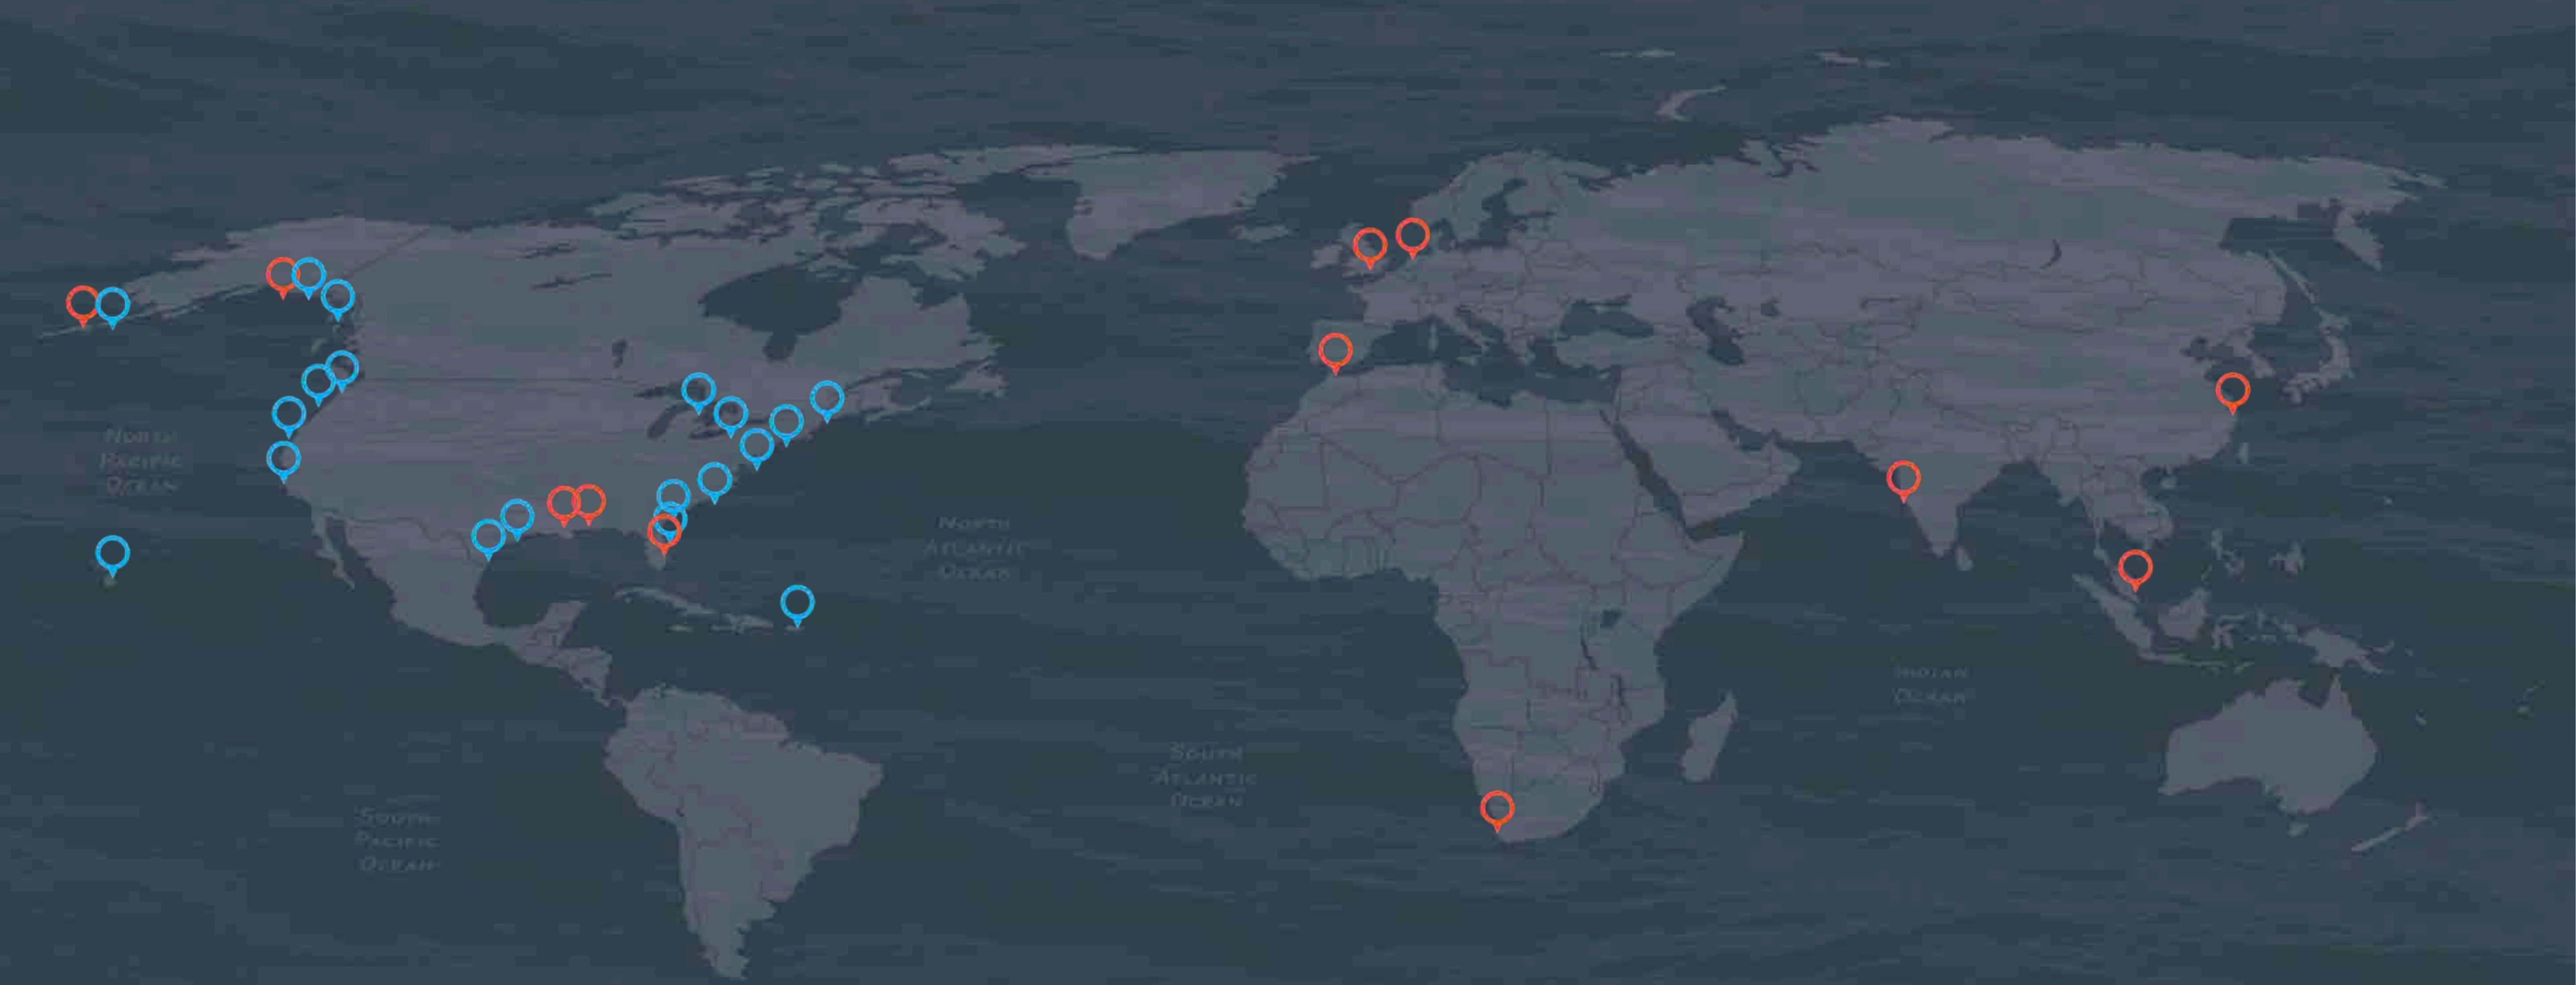 North
Pacific
Ocean
North
Atlantic
Ocean
South
Pacific
Ocean
South
Atlantic
Ocean
Indian
Ocean